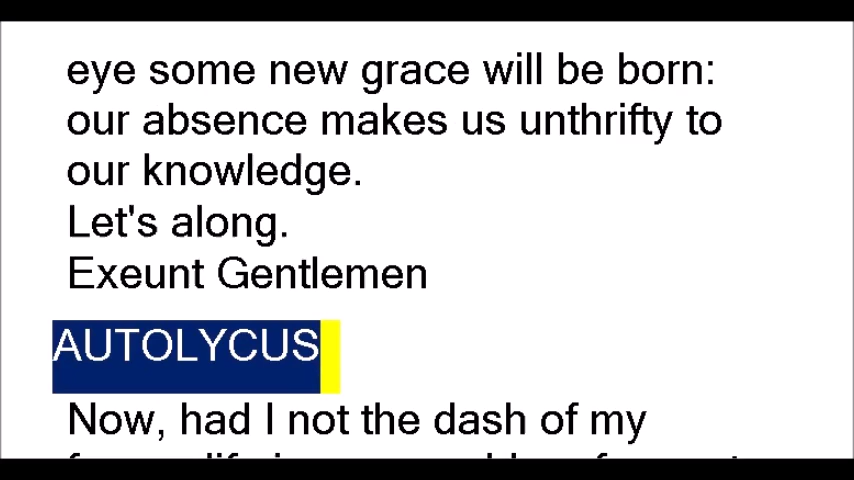 eye some new grace will be born:
our absence makes us unthrifty to
our knowledge.
Let's along.
Exeunt Gentlemen
AUTOLYCUS
Now, had I not the dash of my